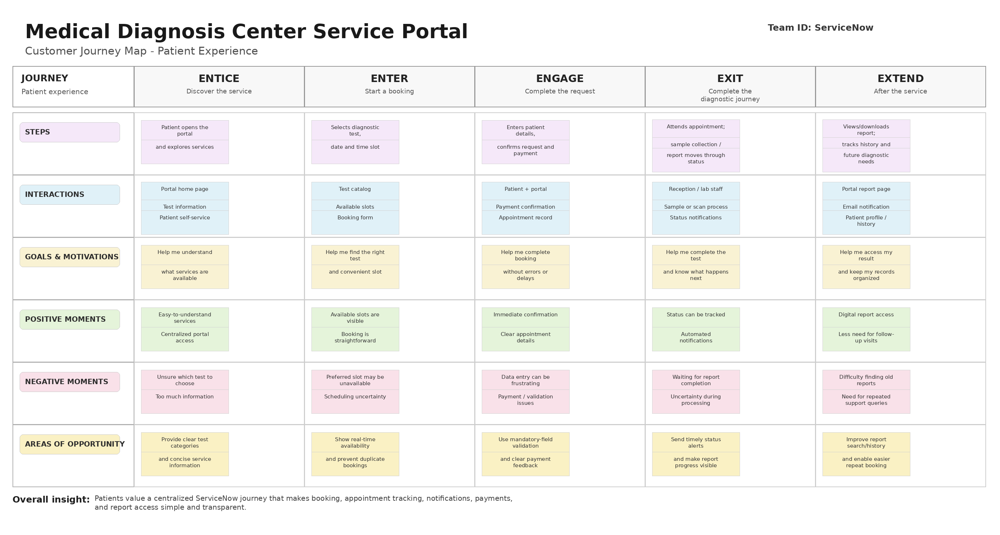 Medical Diagnosis Center Service Portal
Team ID: ServiceNow
Customer Journey Map - Patient Experience
JOURNEY
Patient experience
ENTICE
Discover the service
ENTER
Start a booking
ENGAGE
Complete the request
EXIT
Complete the
diagnostic journey
EXTEND
After the service
STEPS
Patient opens the
portal
and explores services
Selects diagnostic
test,
date and time slot
Enters patient
details,
confirms request and
payment
Attends appointment;
sample collection /
report moves through
status
Views/downloads
report;
tracks history and
future diagnostic
needs
INTERACTIONS
Portal home page
Test information
Patient self-service
Test catalog
Available slots
Booking form
Patient + portal
Payment confirmation
Appointment record
Reception / lab staff
Sample or scan process
Status notifications
Portal report page
Email notification
Patient profile /
history
GOALS & MOTIVATIONS
Help me understand
what services are
available
Help me find the right
test
and convenient slot
Help me complete
booking
without errors or
delays
Help me complete the
test
and know what happens
next
Help me access my
result
and keep my records
organized
POSITIVE MOMENTS
Easy-to-understand
services
Centralized portal
access
Available slots are
visible
Booking is
straightforward
Immediate confirmation
Clear appointment
details
Status can be tracked
Automated
notifications
Digital report access
Less need for follow-
up visits
NEGATIVE MOMENTS
Unsure which test to
choose
Too much information
Preferred slot may be
unavailable
Scheduling uncertainty
Data entry can be
frustrating
Payment / validation
issues
Waiting for report
completion
Uncertainty during
processing
Difficulty finding old
reports
Need for repeated
support queries
AREAS OF OPPORTUNITY
Provide clear test
categories
and concise service
information
Show real-time
availability
and prevent duplicate
bookings
Use mandatory-field
validation
and clear payment
feedback
Send timely status
alerts
and make report
progress visible
Improve report
search/history
and enable easier
repeat booking
Overall insight: Patients value a centralized ServiceNow journey that makes booking, appointment tracking, notifications, payments,
and report access simple and transparent.